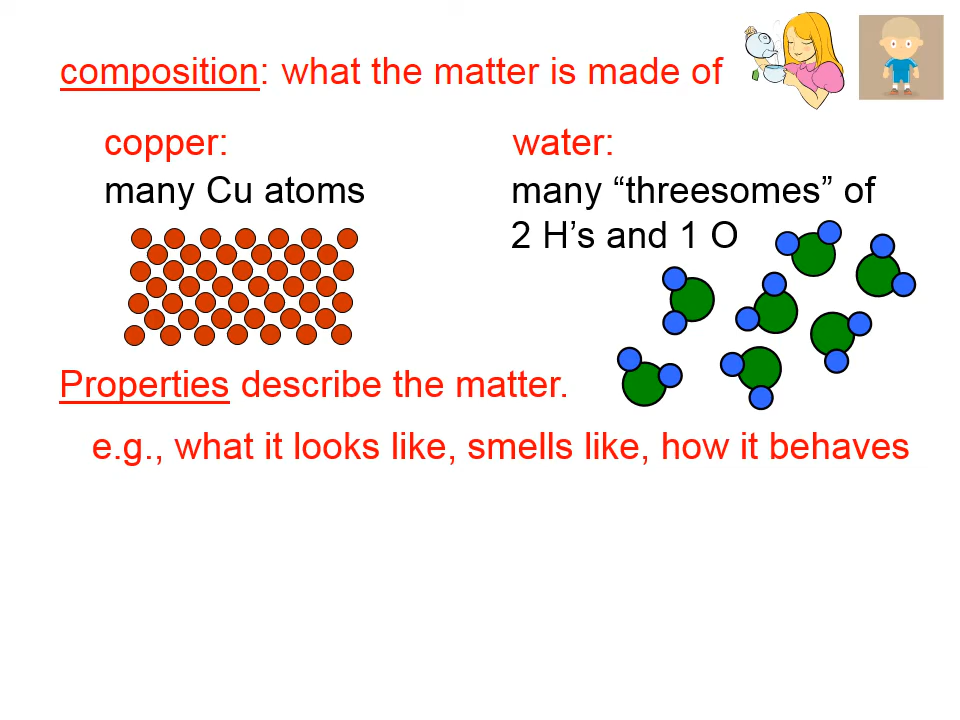 composition: what the matter is made of
copper:
many Cu atoms
water:
many “threesomes” of
2 H’s and 1 O
Properties describe the matter.
e.g., what it looks like, smells like, how it behaves